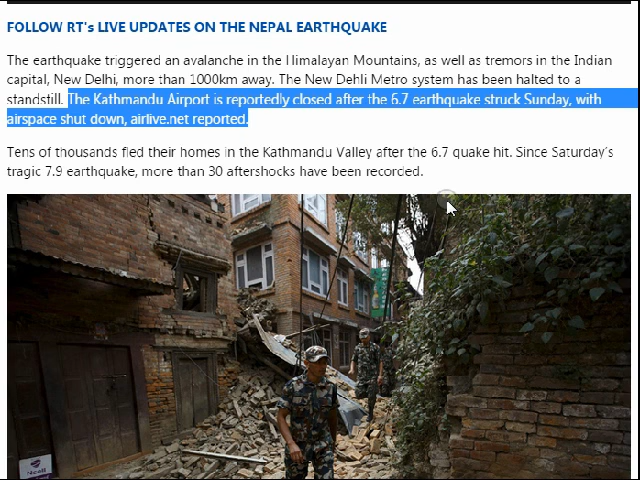 FOLLOW RT's LIVE UPDATES ON THE NEPAL EARTHQUAKE
The earthquake triggered an avalanche in the Himalayan Mountains, as well as tremors in the Indian
capital, New Delhi, more than 1000km away. The New Dehli Metro system has been halted to a
standstill. The Kathmandu Airport is reportedly closed after the 6.7 earthquake struck Sunday, with
airspace shut down, airlive.net reported.
Tens of thousands fled their homes in the Kathmandu Valley after the 6.7 quake hit. Since Saturday's
tragic 7.9 earthquake, more than 30 aftershocks have been recorded.
Ncell